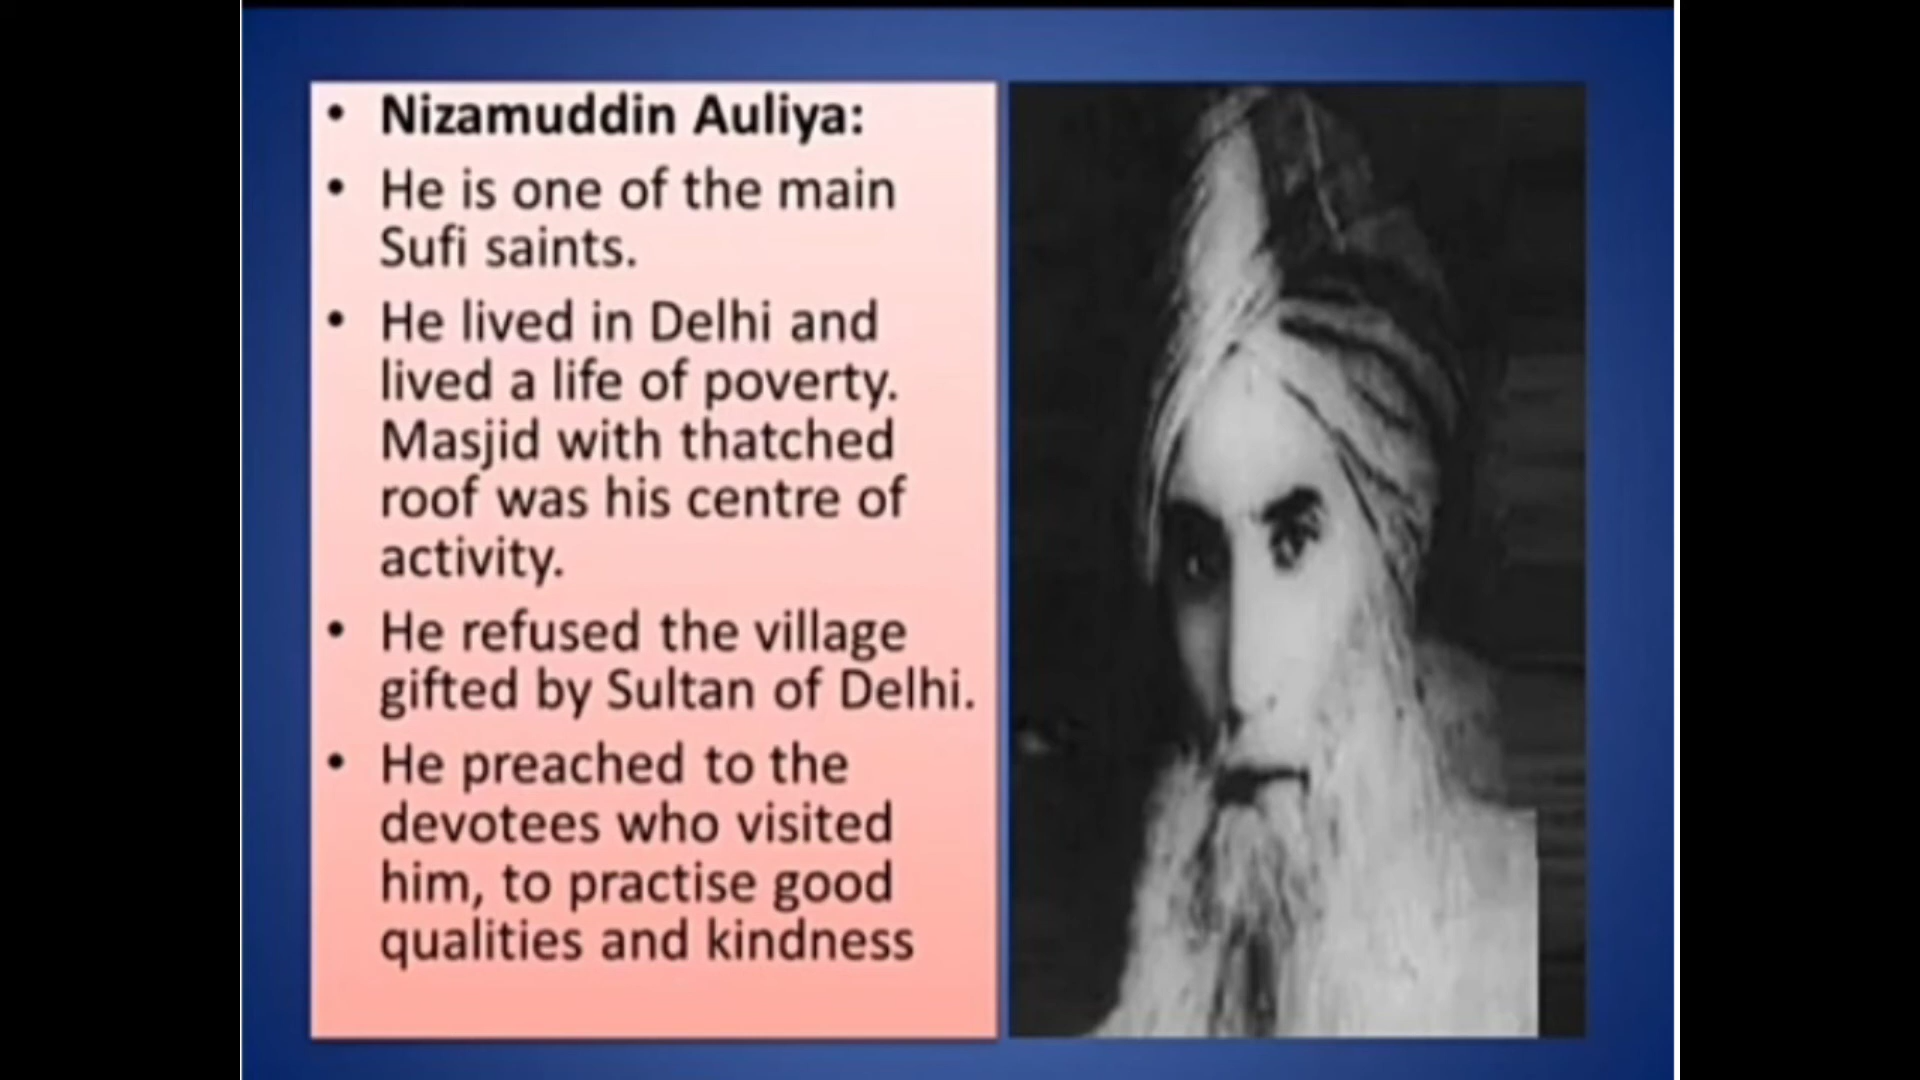 • Nizamuddin Auliya:
• He is one of the main
Sufi saints.
• He lived in Delhi and
lived a life of poverty.
Masjid with thatched
roof was his centre of
activity.
• He refused the village
gifted by Sultan of Delhi.
• He preached to the
devotees who visited
him, to practise good
qualities and kindness